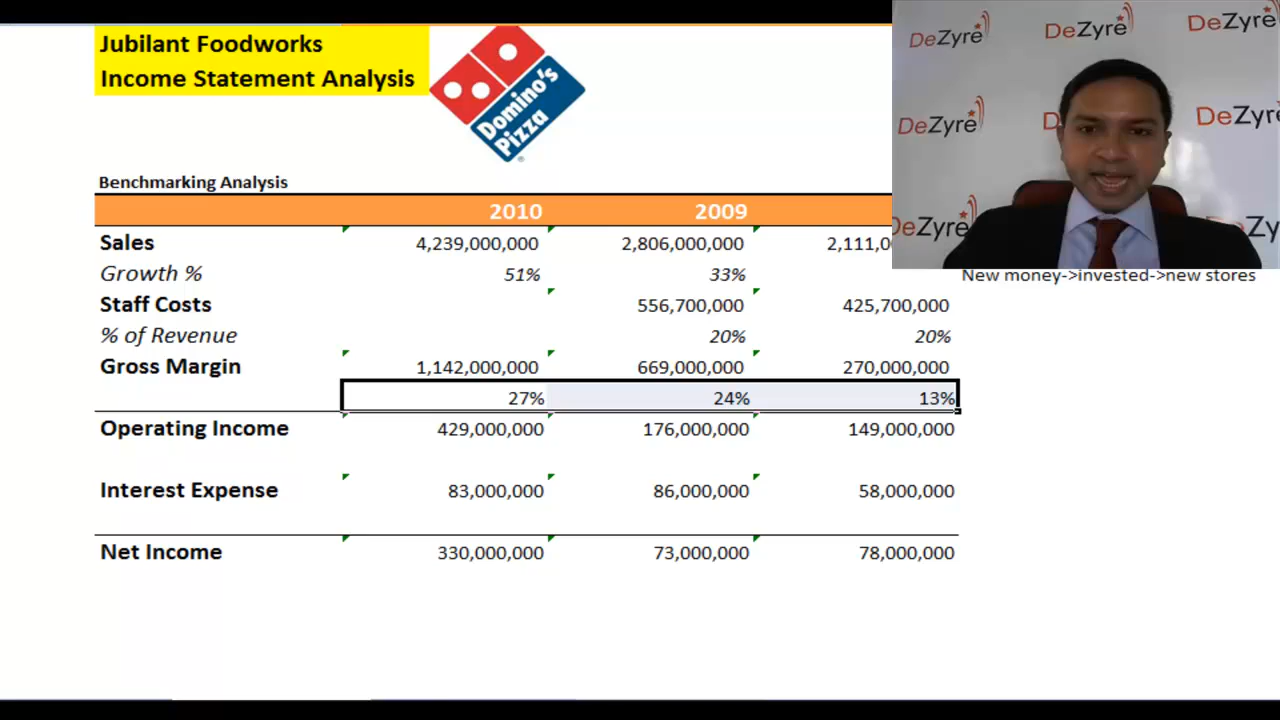 Jubilant Foodworks
Income Statement Analysis
Domino's
Pizza
DeZyre DeZyre DeZyre
DeZyre DeZyre
Benchmarking Analysis
2010 2009
DeZyre
Sales 4,239,000,000 2,806,000,000
Growth % 51% 33% New money->invested->new stores
Staff Costs 556,700,000 425,700,000
% of Revenue 20% 20%
Gross Margin 1,142,000,000 669,000,000 270,000,000
27% 24% 13%
Operating Income 429,000,000 176,000,000 149,000,000
Interest Expense 83,000,000 86,000,000 58,000,000
Net Income 330,000,000 73,000,000 78,000,000